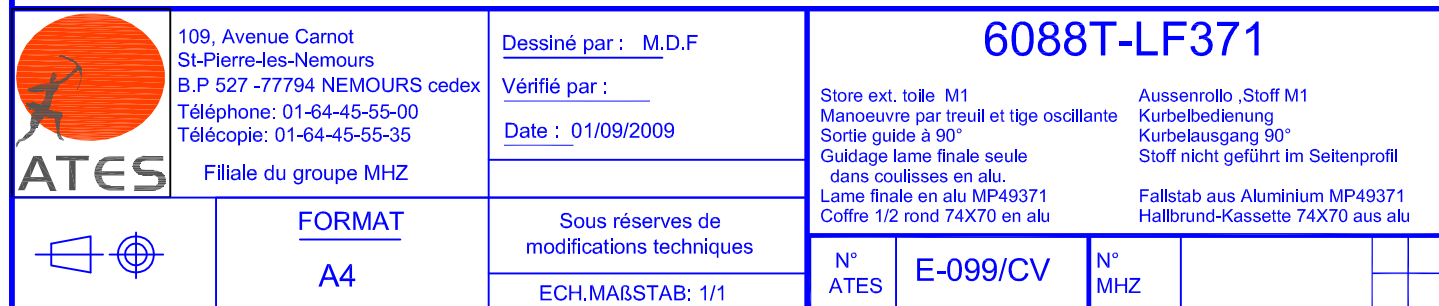 ATES
109, Avenue Carnot
St-Pierre-les-Nemours
B.P 527 -77794 NEMOURS cedex
Téléphone: 01-64-45-55-00
Télécopie: 01-64-45-55-35
Filiale du groupe MHZ
Dessiné par : M.D.F
Vérifié par :
Date : 01/09/2009
FORMAT
A4
Sous réserves de
modifications techniques
ECH.MAßSTAB: 1/1
6088T-LF371
Store ext. toile M1
Manoeuvre par treuil et tige oscillante
Sortie guide à 90°
Guidage lame finale seule
dans coulisses en alu.
Lame finale en alu MP49371
Coffre 1/2 rond 74X70 en alu
Aussenrollo ,Stoff M1
Kurbelbedienung
Kurbelausgang 90°
Stoff nicht geführt im Seitenprofil
Fallstab aus Aluminium MP49371
Hallbrund-Kassette 74X70 aus alu
N°
ATES
E-099/CV
N°
MHZ